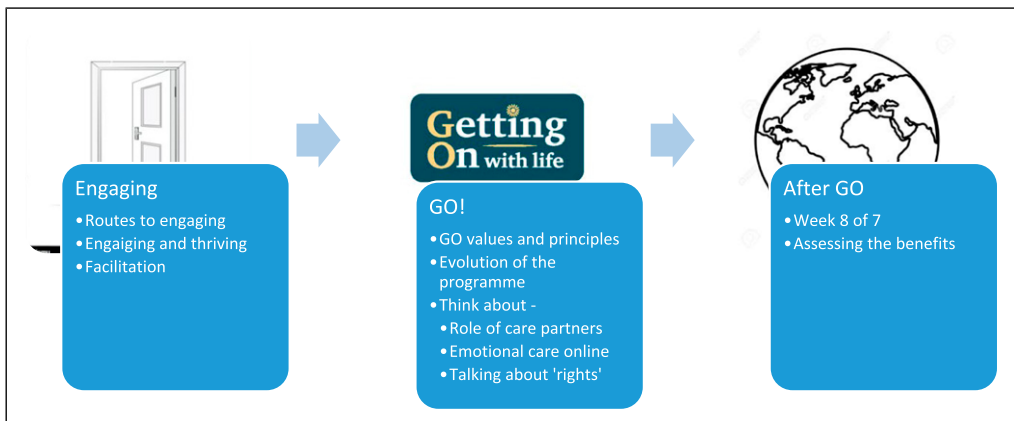 Getting
On with life
Engaging
•Routes to engaging
•Engaiging and thriving
•Facilitation
GO!
•GO values and principles
•Evolution of the
programme
•Think about -
•Role of care partners
•Emotional care online
•Talking about 'rights'
After GO
•Week 8 of 7
•Assessing the benefits